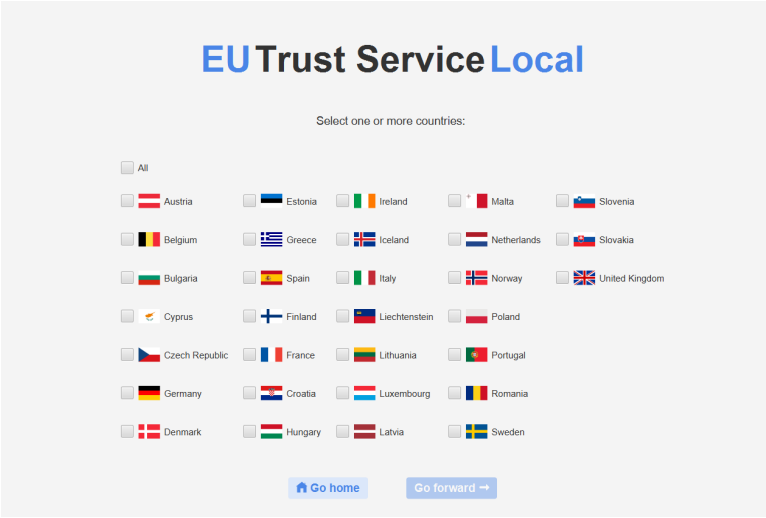 EU Trust Service Local
Select one or more countries:
All
Austria Estonia Ireland Malta Slovenia
Belgium Greece Iceland Netherlands Slovakia
Bulgaria Spain Italy Norway United Kingdom
Cyprus Finland Liechtenstein Poland
Czech Republic France Lithuania Portugal
Germany Croatia Luxembourg Romania
Denmark Hungary Latvia Sweden
Go home Go forward